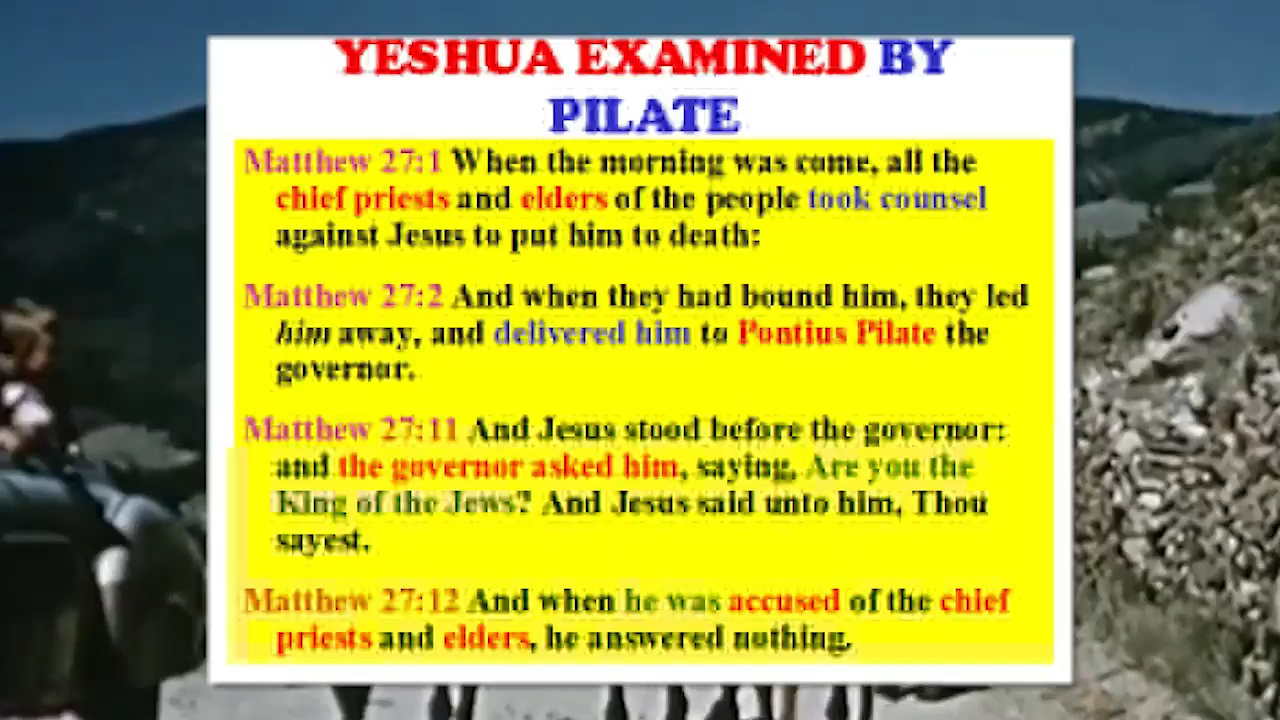 YESHUA EXAMINED BY
PILATE
Matthew 27:1 When the morning was come, all the
chief priests and elders of the people took counsel
against Jesus to put him to death:
Matthew 27:2 And when they had bound him, they led
him away, and delivered him to Pontius Pilate the
governor.
Matthew 27:11 And Jesus stood before the governor:
and the governor asked him, saying, Are you the
King of the Jews? And Jesus said unto him, Thou
sayest.
Matthew 27:12 And when he was accused of the chief
priests and elders, he answered nothing.